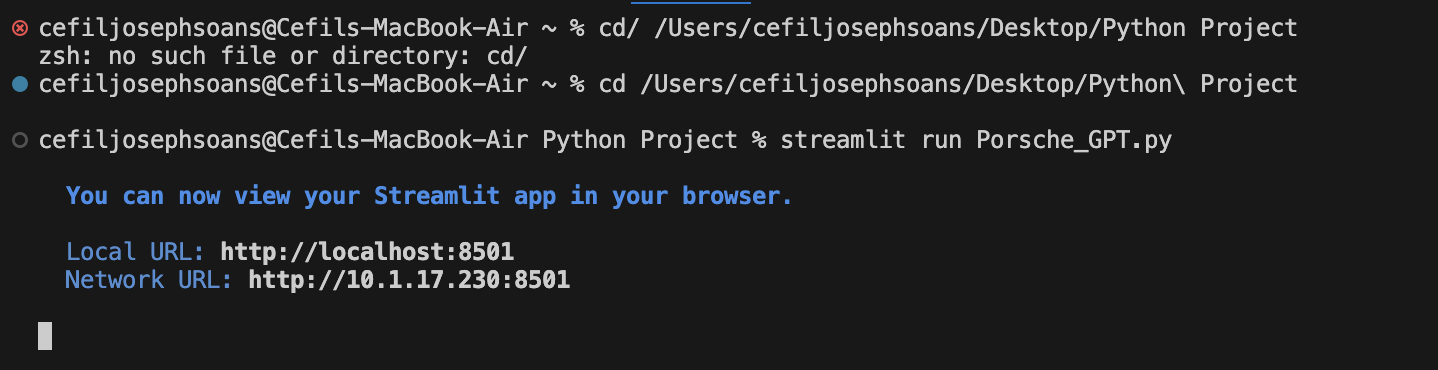 cefiljosephsoans@Cefils-MacBook-Air ~ % cd/ /Users/cefiljosephsoans/Desktop/Python Project
zsh: no such file or directory: cd/
cefiljosephsoans@Cefils-MacBook-Air ~ % cd /Users/cefiljosephsoans/Desktop/Python\ Project
cefiljosephsoans@Cefils-MacBook-Air Python Project % streamlit run Porsche_GPT.py
You can now view your Streamlit app in your browser.
Local URL: http://localhost:8501
Network URL: http://10.1.17.230:8501